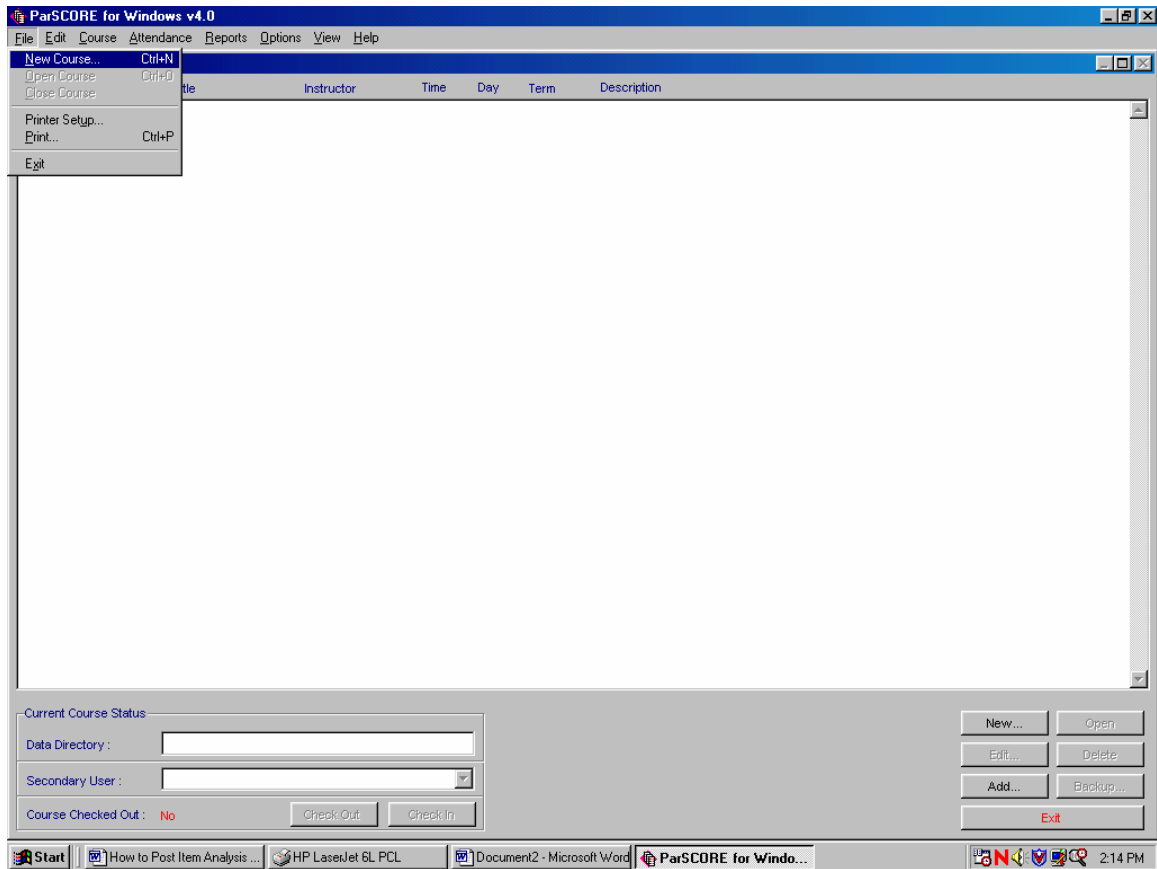 ParSCORE for Windows v4.0
File Edit Course Attendance Reports Options View Help
New Course... Ctrl+N
Open Course Ctrl+O
Close Course
tle Instructor Time Day Term Description
Printer Setup...
Print... Ctrl+P
Exit
Current Course Status
Data Directory :
Secondary User :
Course Checked Out : No Check Out Check In
New... Open
Edit... Delete
Add... Backup...
Exit
Start How to Post Item Analysis ... HP LaserJet 6L PCL Document2 - Microsoft Word ParSCORE for Windo... N 2:14 PM